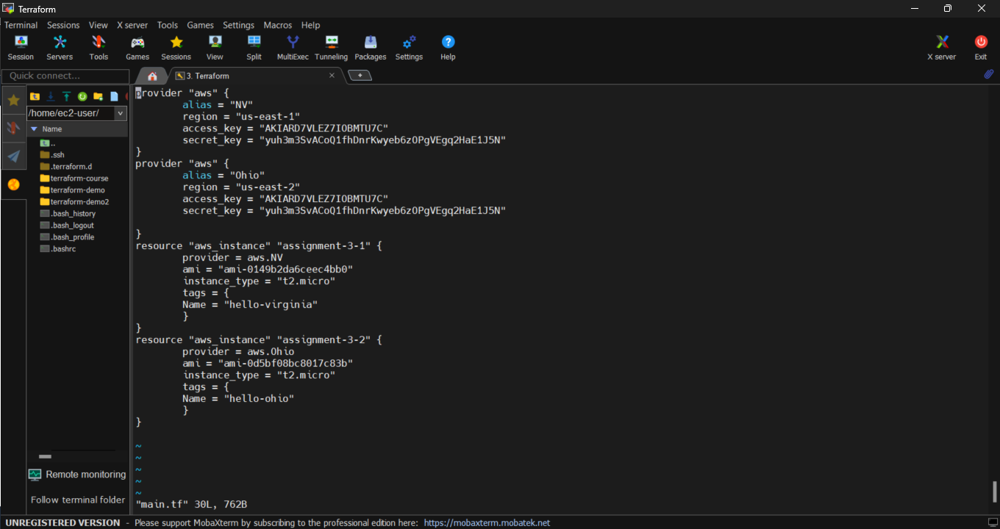 Terraform
Terminal Sessions View X server Tools Games Settings Macros Help
Session Servers Tools Games Sessions View Split MultiExec Tunneling Packages Settings Help X server Exit
Quick connect...
3. Terraform
/home/ec2-user/
Name
..
.ssh
.terraform.d
terraform-course
terraform-demo
terraform-demo2
.bash_history
.bash_logout
.bash_profile
.bashrc
Remote monitoring
Follow terminal folder
provider "aws" {
alias = "NV"
region = "us-east-1"
access_key = "AKIARD7VLEZ7IOBMTU7C"
secret_key = "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"
}
provider "aws" {
alias = "Ohio"
region = "us-east-2"
access_key = "AKIARD7VLEZ7IOBMTU7C"
secret_key = "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"
}
resource "aws_instance" "assignment-3-1" {
provider = aws.NV
ami = "ami-0149b2da6ceec4bb0"
instance_type = "t2.micro"
tags = {
Name = "hello-virginia"
}
}
resource "aws_instance" "assignment-3-2" {
provider = aws.Ohio
ami = "ami-0d5bf08bc8017c83b"
instance_type = "t2.micro"
tags = {
Name = "hello-ohio"
}
}
~
~
~
~
~
"main.tf" 30L, 762B
UNREGISTERED VERSION - Please support MobaXterm by subscribing to the professional edition here: https://mobaxterm.mobatek.net